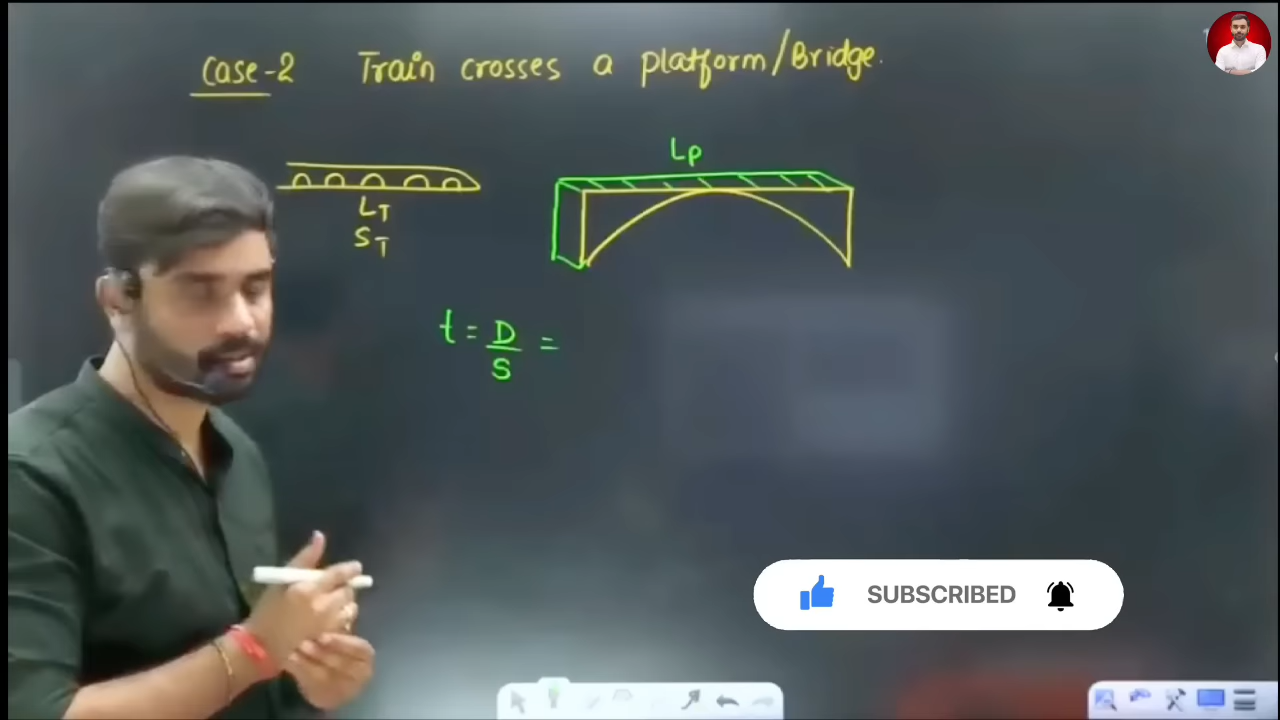 Case-2 Train crosses a platform/Bridge.
LP
LT
ST
t = D/S =
SUBSCRIBED